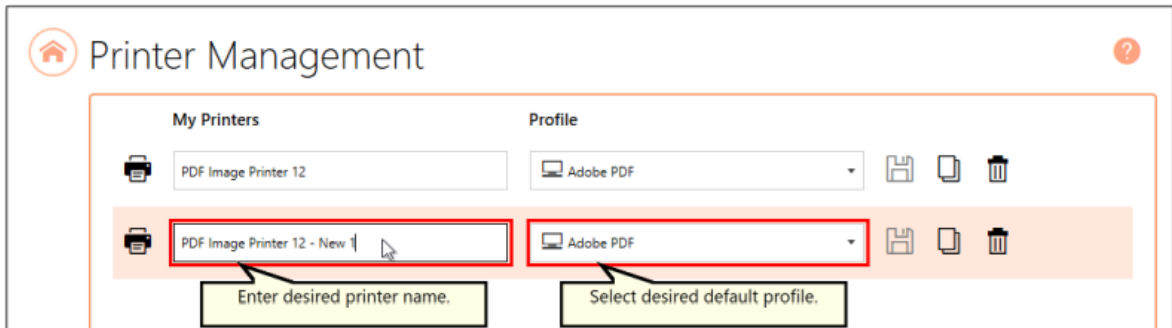 Printer Management
?
My Printers Profile
PDF Image Printer 12 Adobe PDF
PDF Image Printer 12 - New 1 Adobe PDF
Enter desired printer name. Select desired default profile.